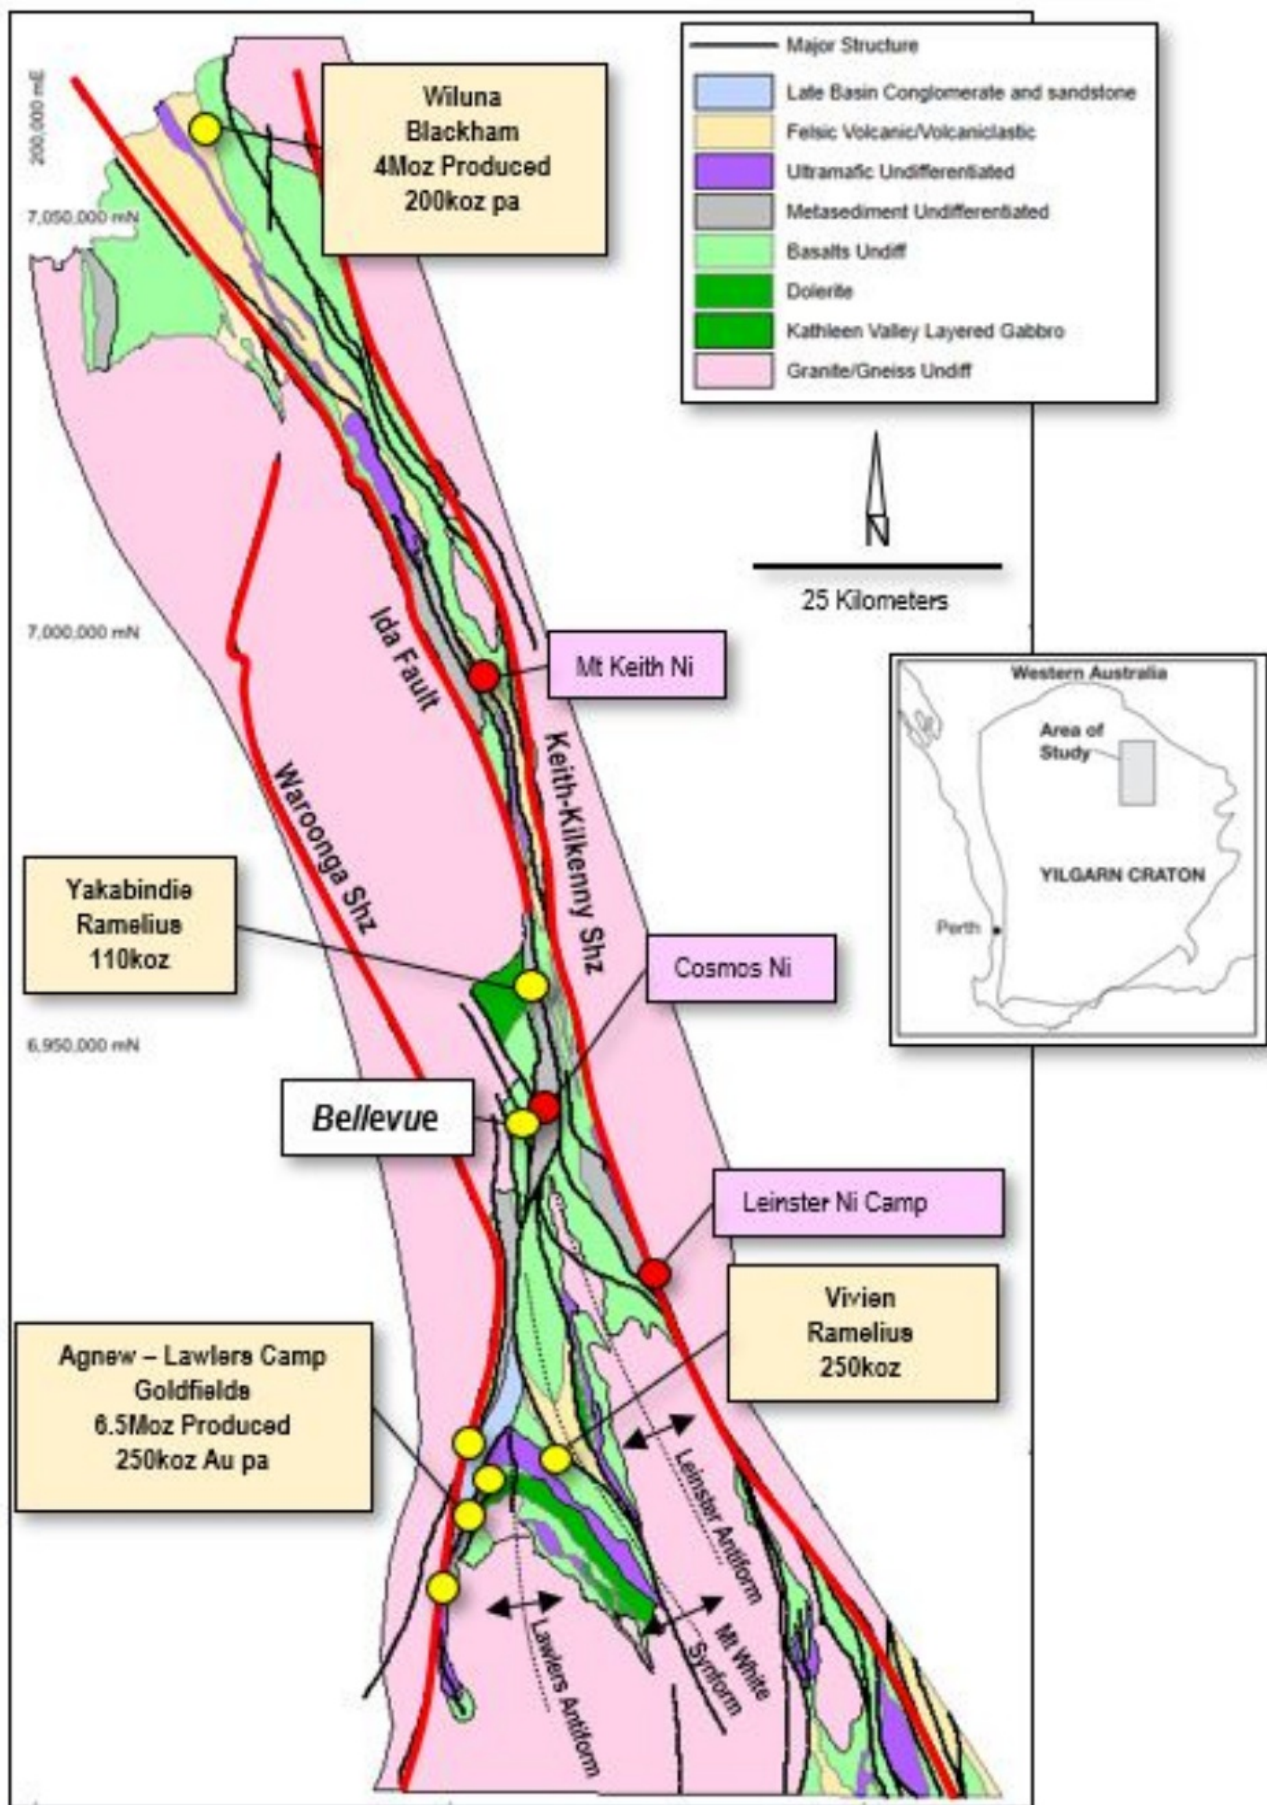 200,000 mE
7,050,000 mN
7,000,000 mN
6,950,000 mN
Wiluna
Blackham
4Moz Produced
200koz pa
Major Structure
Late Basin Conglomerate and sandstone
Felsic Volcanic/Volcaniclastic
Ultramafic Undifferentiated
Metasediment Undifferentiated
Basalts Undiff
Dolerite
Kathleen Valley Layered Gabbro
Granite/Gneiss Undiff
N
25 Kilometers
Western Australia
Area of
Study
YILGARN CRATON
Perth
Ida Fault
Mt Keith Ni
Keith-Kilkenny Shz
Waroonga Shz
Yakabindie
Ramelius
110koz
Cosmos Ni
Bellevue
Leinster Ni Camp
Vivien
Ramelius
250koz
Agnew – Lawlers Camp
Goldfields
6.5Moz Produced
250koz Au pa
Leinster Antiform
Mt White
Synform
Lawlers Antiform